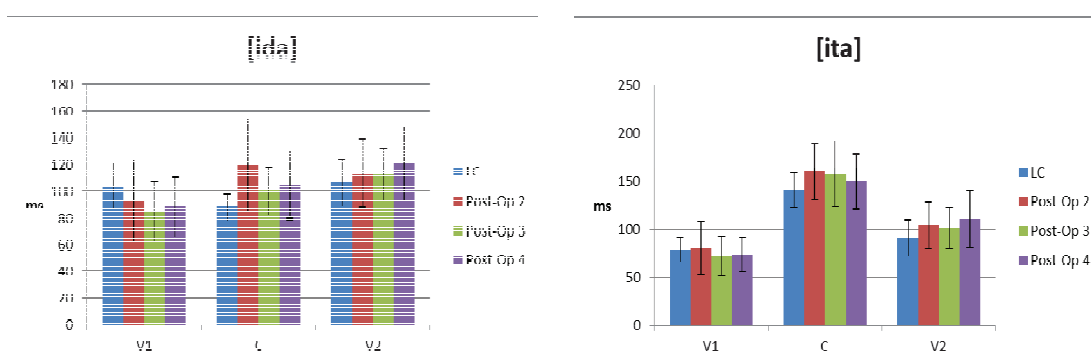 [ida]
180
160
140
120
100
80
60
40
20
0
ms
V1
C
V2
LC
Post-Op 2
Post-Op 3
Post-Op 4
[ita]
250
200
150
100
50
0
ms
V1
C
V2
LC
Post-Op 2
Post-Op 3
Post-Op 4